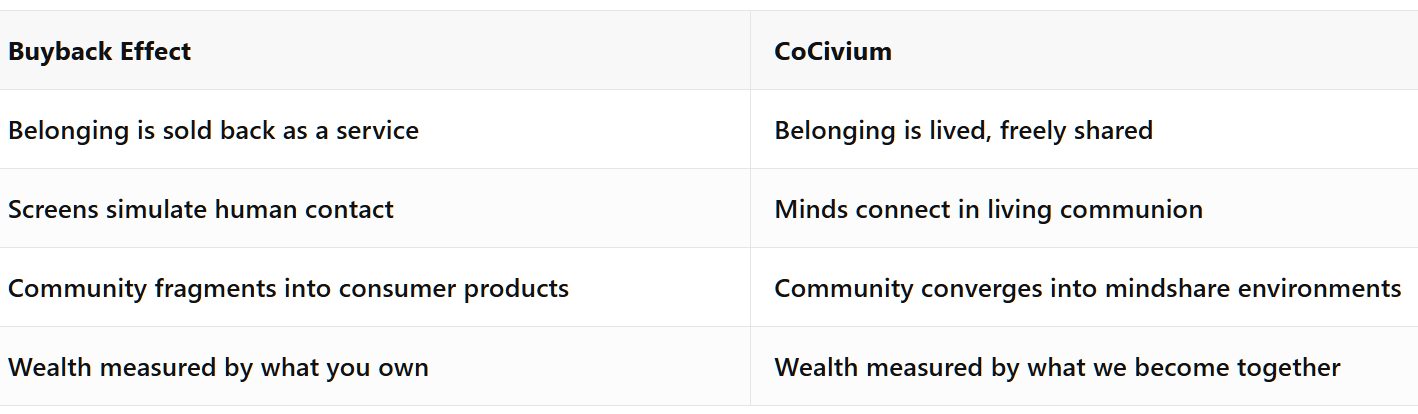 Buyback Effect CoCivium
Belonging is sold back as a service Belonging is lived, freely shared
Screens simulate human contact Minds connect in living communion
Community fragments into consumer products Community converges into mindshare environments
Wealth measured by what you own Wealth measured by what we become together